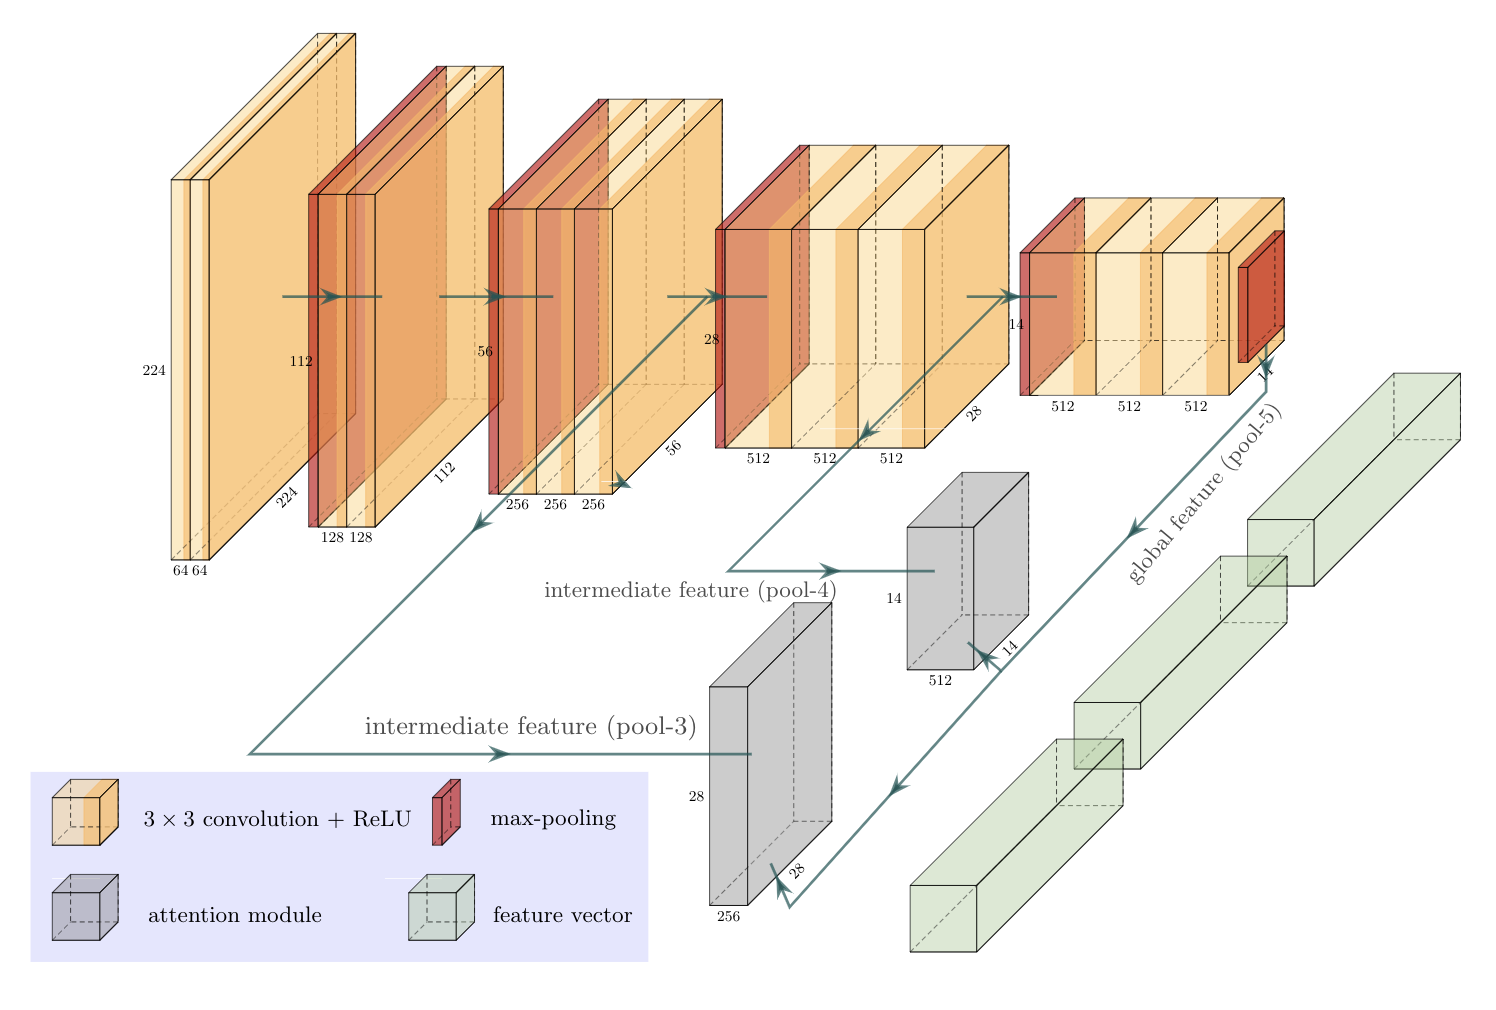 224
224
64 64
112
112
128 128
56
56
256 256 256
28
28
512 512 512
14
14
512 512 512
global feature (pool-5)
intermediate feature (pool-4)
14
14
512
intermediate feature (pool-3)
28
28
256
3 × 3 convolution + ReLU
max-pooling
attention module
feature vector